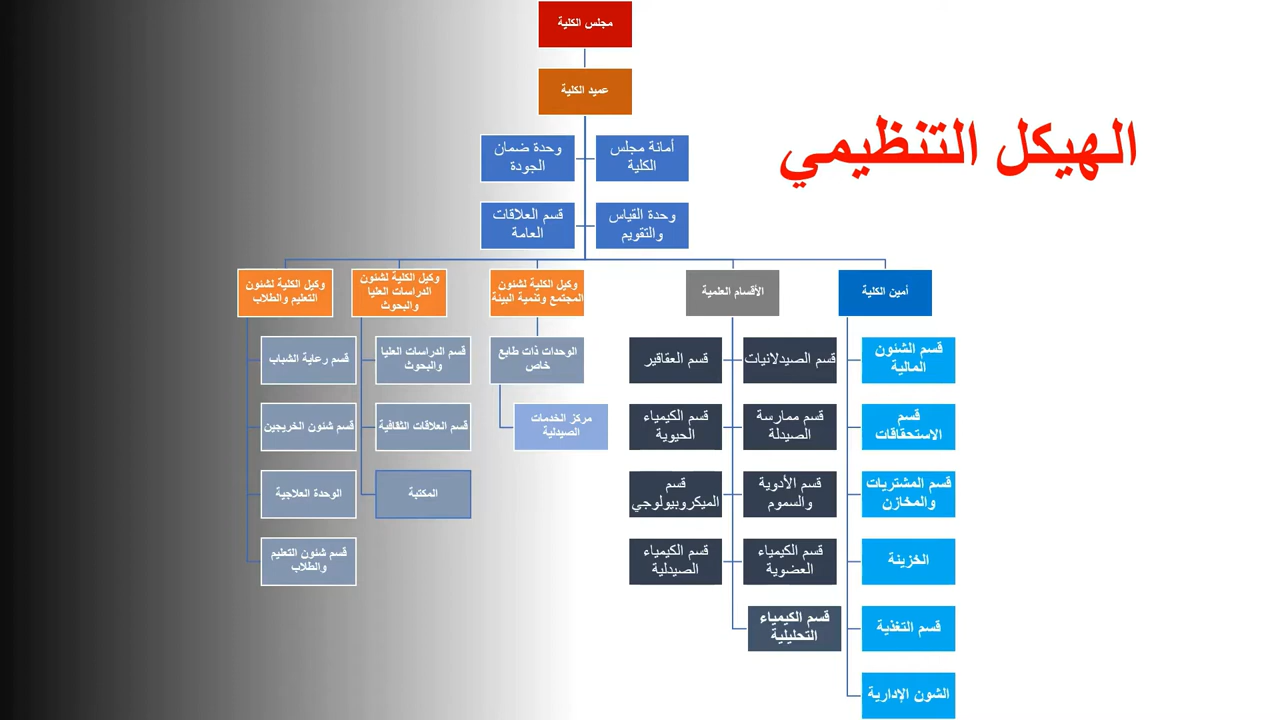 مجلس الكلية
عميد الكلية
الهيكل التنظيمي
أمانة مجلس
الكلية
وحدة ضمان
الجودة
وحدة القياس
والتقويم
قسم العلاقات
العامة
أمين الكلية
الأقسام العلمية
وكيل الكلية لشئون
المجتمع وتنمية البيئة
وكيل الكلية لشئون
الدراسات العليا
والبحوث
وكيل الكلية لشئون
التعليم والطلاب
قسم الشئون
المالية
قسم
الاستحقاقات
قسم المشتريات
والمخازن
الخزينة
قسم التغذية
الشون الإدارية
قسم الصيدلانيات
قسم العقاقير
قسم ممارسة
الصيدلة
قسم الكيمياء
الحيوية
قسم الأدوية
والسموم
قسم
الميكروبيولوجي
قسم الكيمياء
العضوية
قسم الكيمياء
الصيدلية
قسم الكيمياء
التحليلية
الوحدات ذات طابع
خاص
مركز الخدمات
الصيدلية
قسم الدراسات العليا
والبحوث
قسم العلاقات الثقافية
المكتبة
قسم رعاية الشباب
قسم شئون الخريجين
الوحدة العلاجية
قسم شئون التعليم
والطلاب